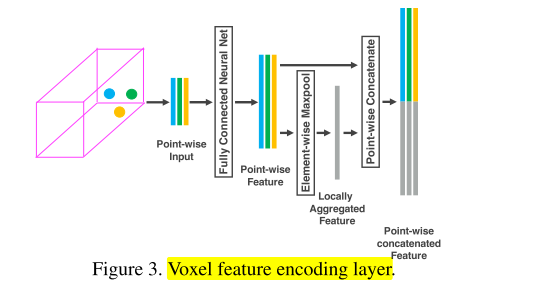 Point-wise
Input
Fully Connected Neural Net
Point-wise
Feature
Element-wise Maxpool
Locally
Aggregated
Feature
Point-wise Concatenate
Point-wise
concatenated
Feature
Figure 3. Voxel feature encoding layer.